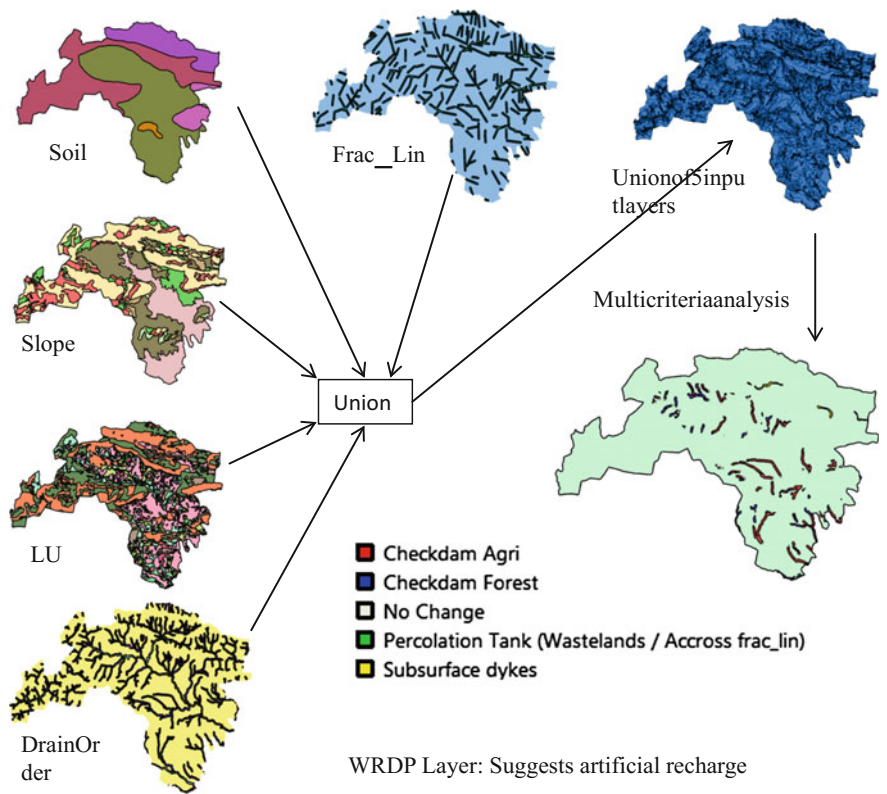 Soil
Frac_Lin
Unionof5inpu
tlayers
Slope
Multicriteriaanalysis
Union
LU
Checkdam Agri
Checkdam Forest
No Change
Percolation Tank (Wastelands / Accross frac_lin)
Subsurface dykes
DrainOr
der
WRDP Layer: Suggests artificial recharge